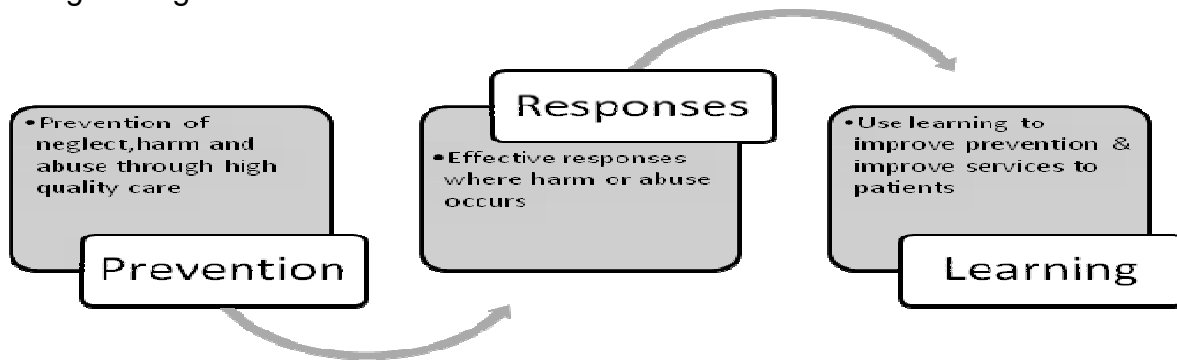 • Prevention of
neglect,harm and
abuse through high
quality care
Prevention
Responses
• Effective responses
where harm or abuse
occurs
• Use learning to
improve prevention &
improve services to
patients
Learning